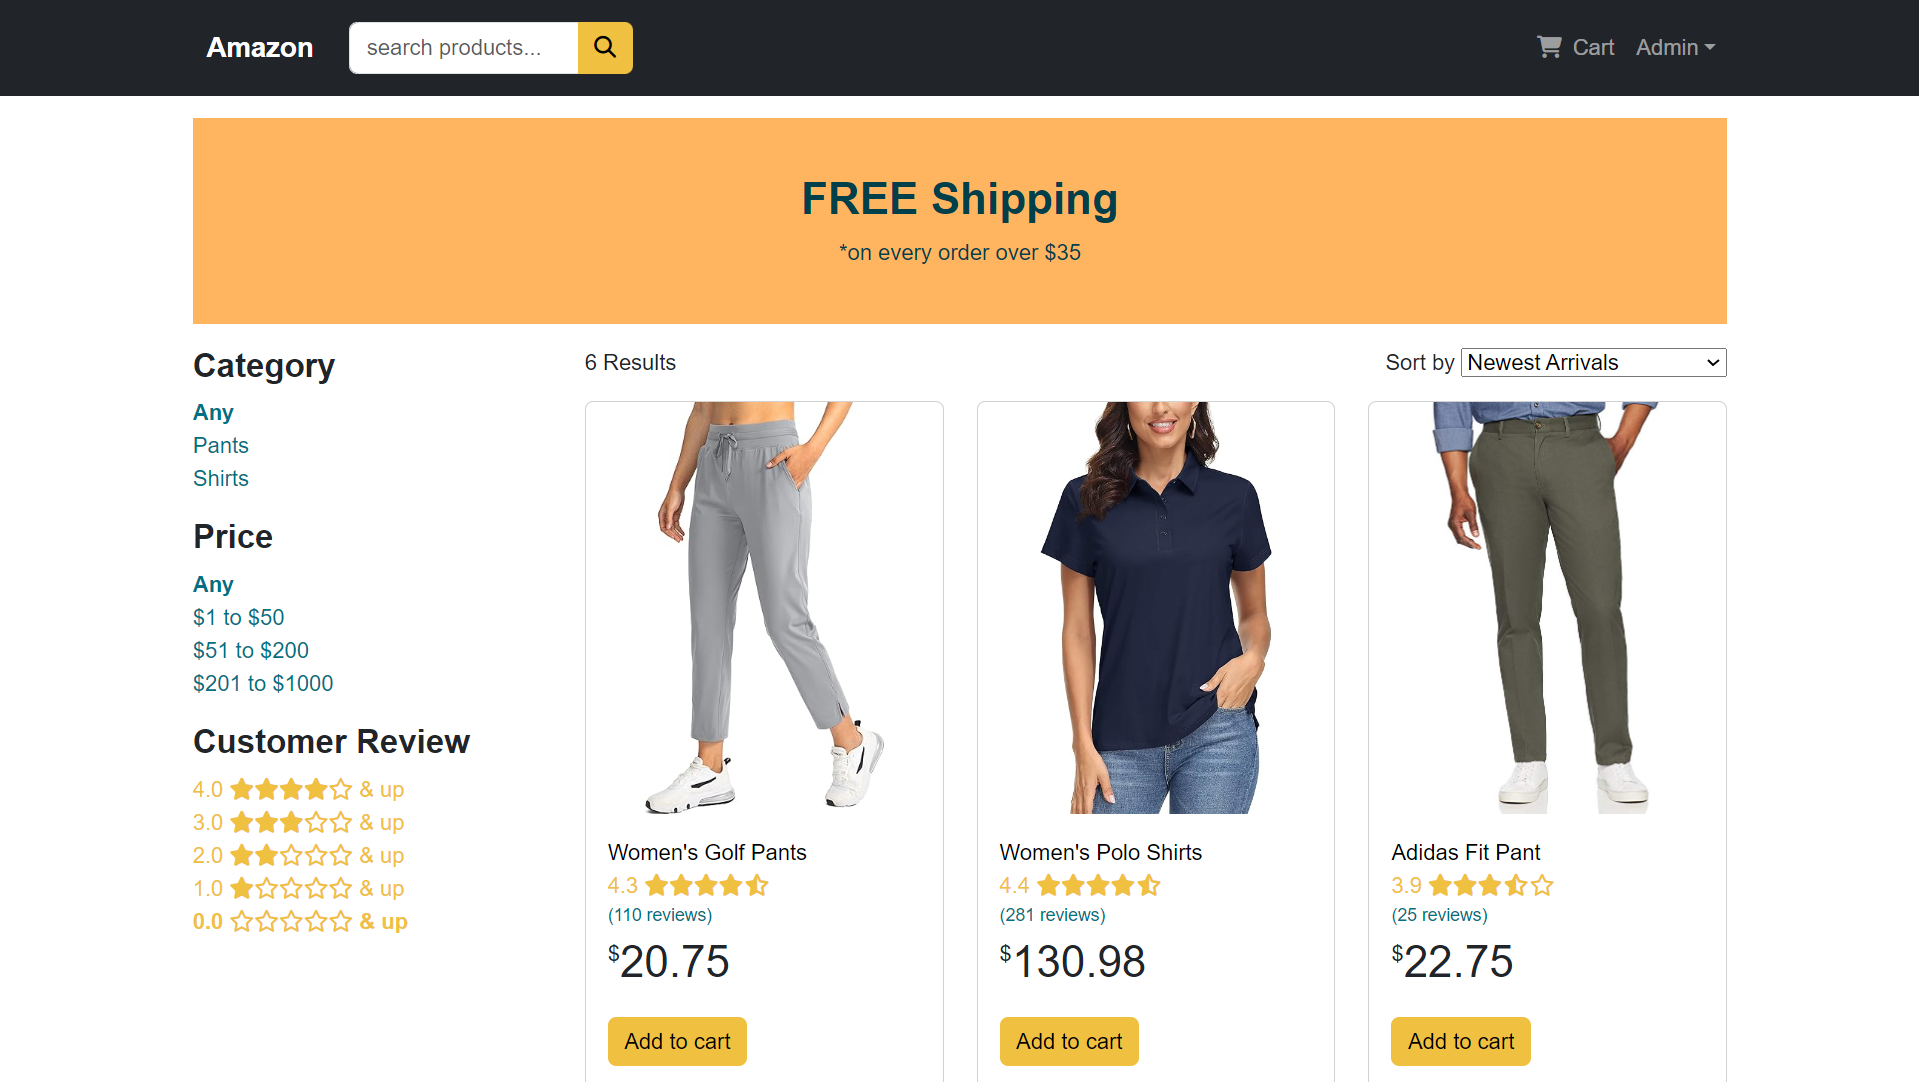 Amazon
search products...
Cart
Admin
FREE Shipping
*on every order over $35
Category
Any
Pants
Shirts
Price
Any
$1 to $50
$51 to $200
$201 to $1000
Customer Review
4.0 & up
3.0 & up
2.0 & up
1.0 & up
0.0 & up
6 Results
Sort by Newest Arrivals
Women's Golf Pants
4.3
(110 reviews)
$20.75
Add to cart
Women's Polo Shirts
4.4
(281 reviews)
$130.98
Add to cart
Adidas Fit Pant
3.9
(25 reviews)
$22.75
Add to cart